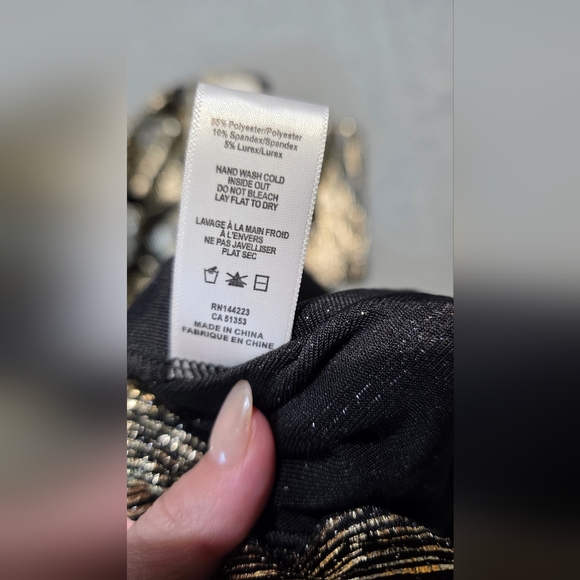 85% Polyester/Polyester
10% Spandex/Spandex
5% Lurex/Lurex
HAND WASH COLD
INSIDE OUT
DO NOT BLEACH
LAY FLAT TO DRY
LAVAGE À LA MAIN FROID
À L'ENVERS
NE PAS JAVELLISER
PLAT SEC
RN144223
CA 51353
MADE IN CHINA
FABRIQUE EN CHINE